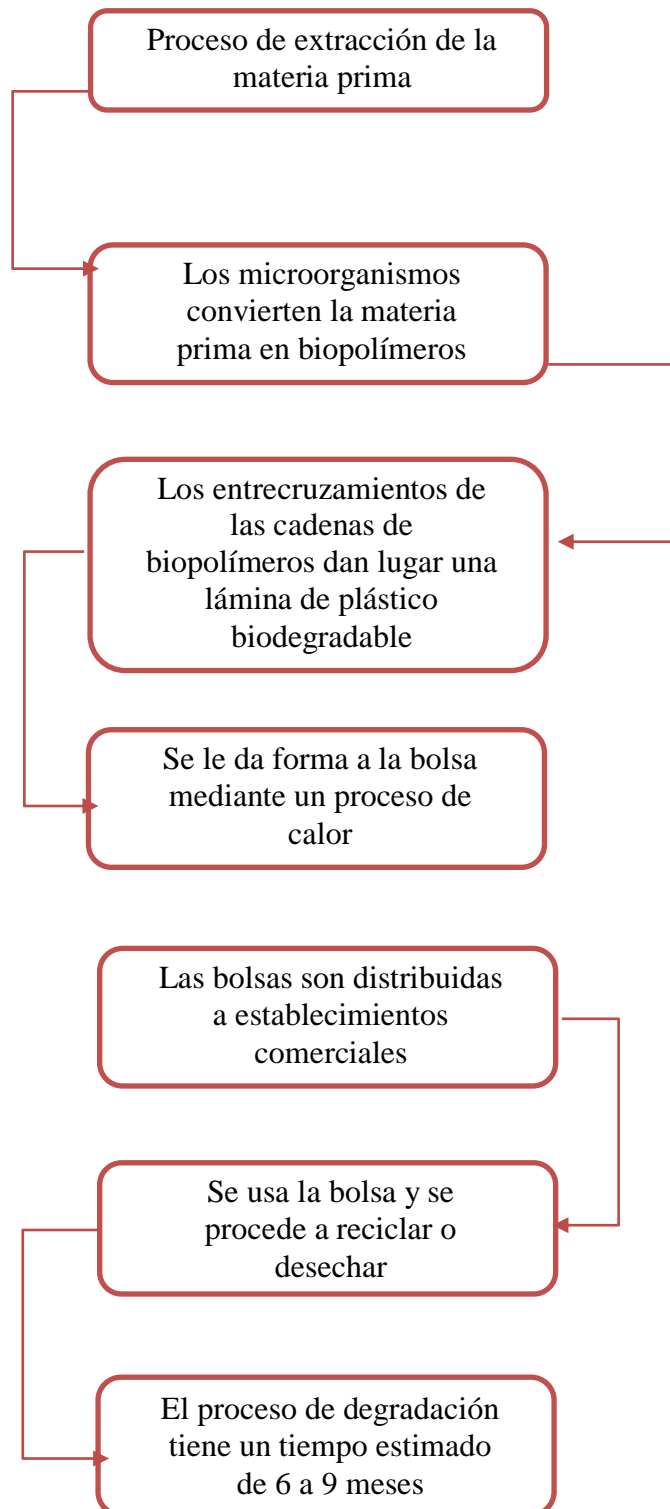 Proceso de extracción de la
materia prima
Los microorganismos
convierten la materia
prima en biopolímeros
Los entrecruzamientos de
las cadenas de
biopolímeros dan lugar una
lámina de plástico
biodegradable
Se le da forma a la bolsa
mediante un proceso de
calor
Las bolsas son distribuidas
a establecimientos
comerciales
Se usa la bolsa y se
procede a reciclar o
desechar
El proceso de degradación
tiene un tiempo estimado
de 6 a 9 meses